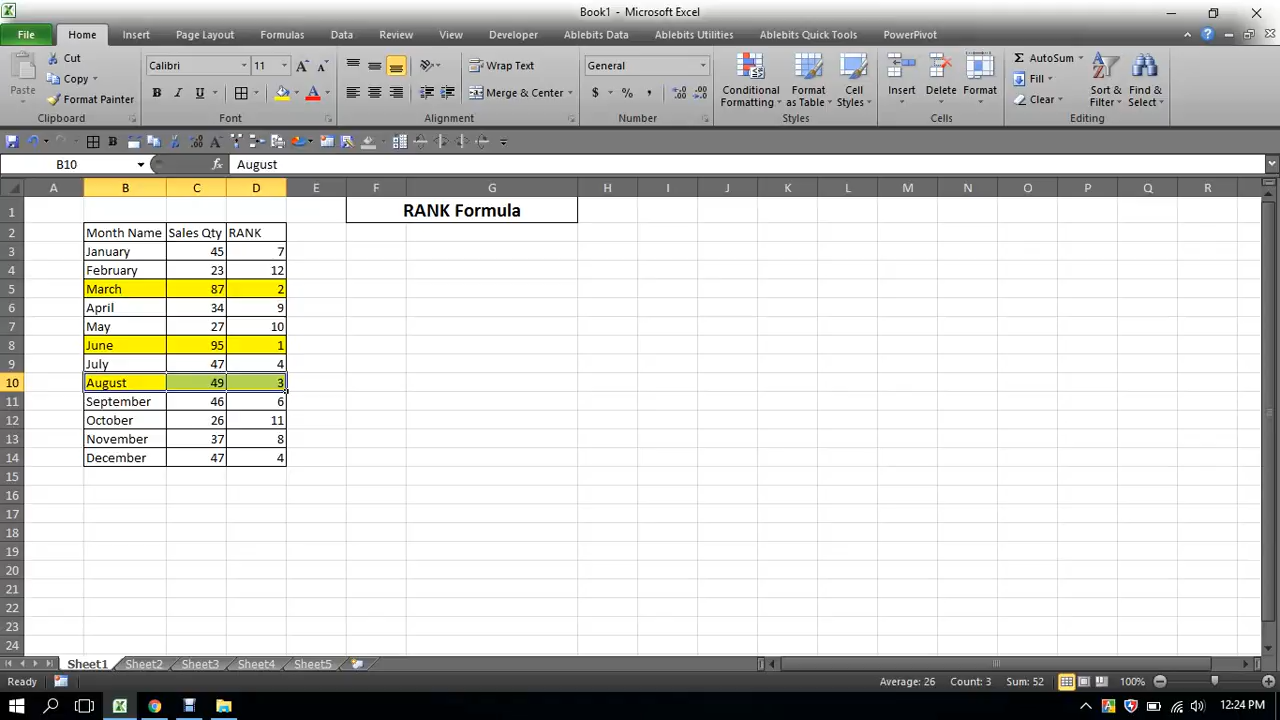 Book1 - Microsoft Excel
File Home Insert Page Layout Formulas Data Review View Developer Ablebits Data Ablebits Utilities Ablebits Quick Tools PowerPivot
Paste
Cut
Copy
Format Painter
Clipboard
Calibri 11
B I U
Font
Wrap Text
Merge & Center
Alignment
General
$ % ,
Number
Conditional Formatting
Format as Table
Cell Styles
Styles
Insert Delete Format
Cells
Σ AutoSum
Fill
Clear
Sort & Filter
Find & Select
Editing
B10 fx August
A B C D E F G H I J K L M N O P Q R
1 RANK Formula
2 Month Name Sales Qty RANK
3 January 45 7
4 February 23 12
5 March 87 2
6 April 34 9
7 May 27 10
8 June 95 1
9 July 47 4
10 August 49 3
11 September 46 6
12 October 26 11
13 November 37 8
14 December 47 4
15
16
17
18
19
20
21
22
23
24
Sheet1 Sheet2 Sheet3 Sheet4 Sheet5
Ready Average: 26 Count: 3 Sum: 52 100%
12:24 PM